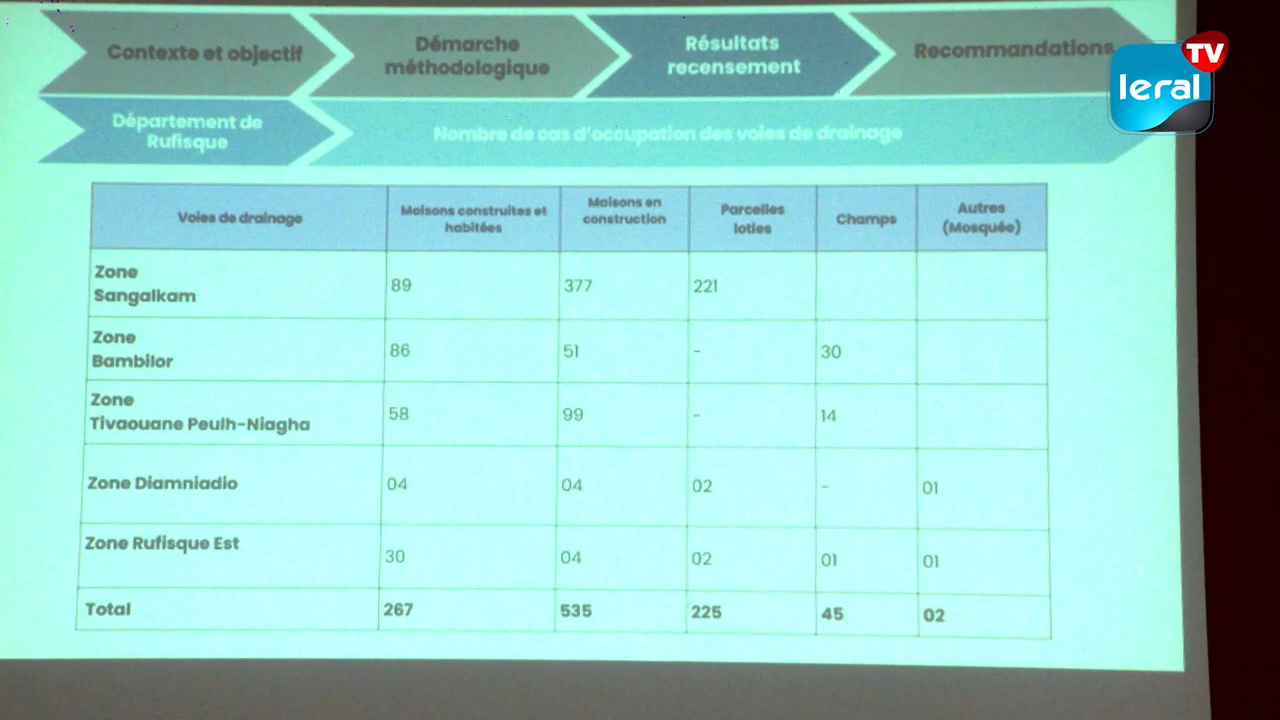 Contexte et objectif
Démarche
méthodologique
Résultats
recensement
Recommandations
TV
leral
Département de
Rufisque
Nombre de cas d'occupation des voies de drainage
Voies de drainage
Maisons construites et
habitées
Maisons en
construction
Parcelles
loties
Champs
Autres
(Mosquée)
Zone
Sangalkam
89
377
221
Zone
Bambilor
86
51
-
30
Zone
Tivaouane Peulh-Niagha
58
99
-
14
Zone Diamniadio
04
04
02
-
01
Zone Rufisque Est
30
04
02
01
01
Total
267
535
225
45
02